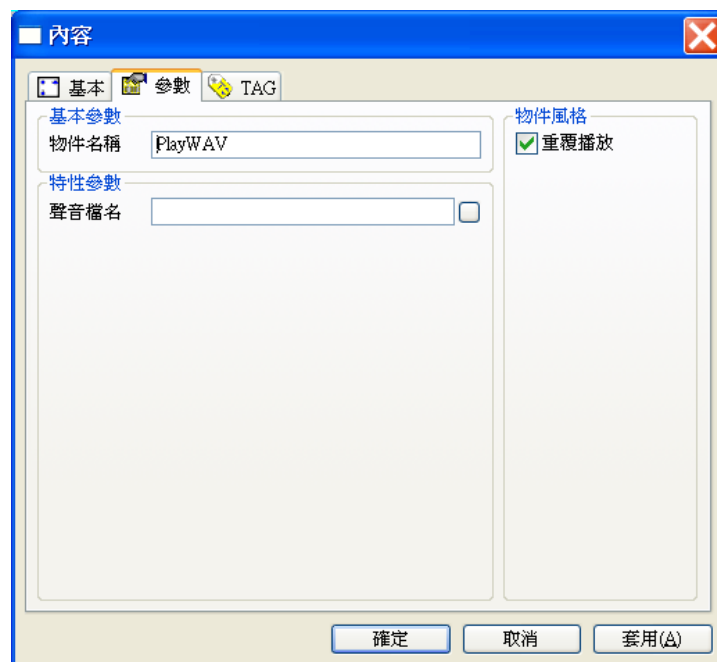 內容
基本 參數 TAG
基本參數
物件名稱 PlayWAV
特性參數
聲音檔名
物件風格
重覆播放
確定 取消 套用(A)